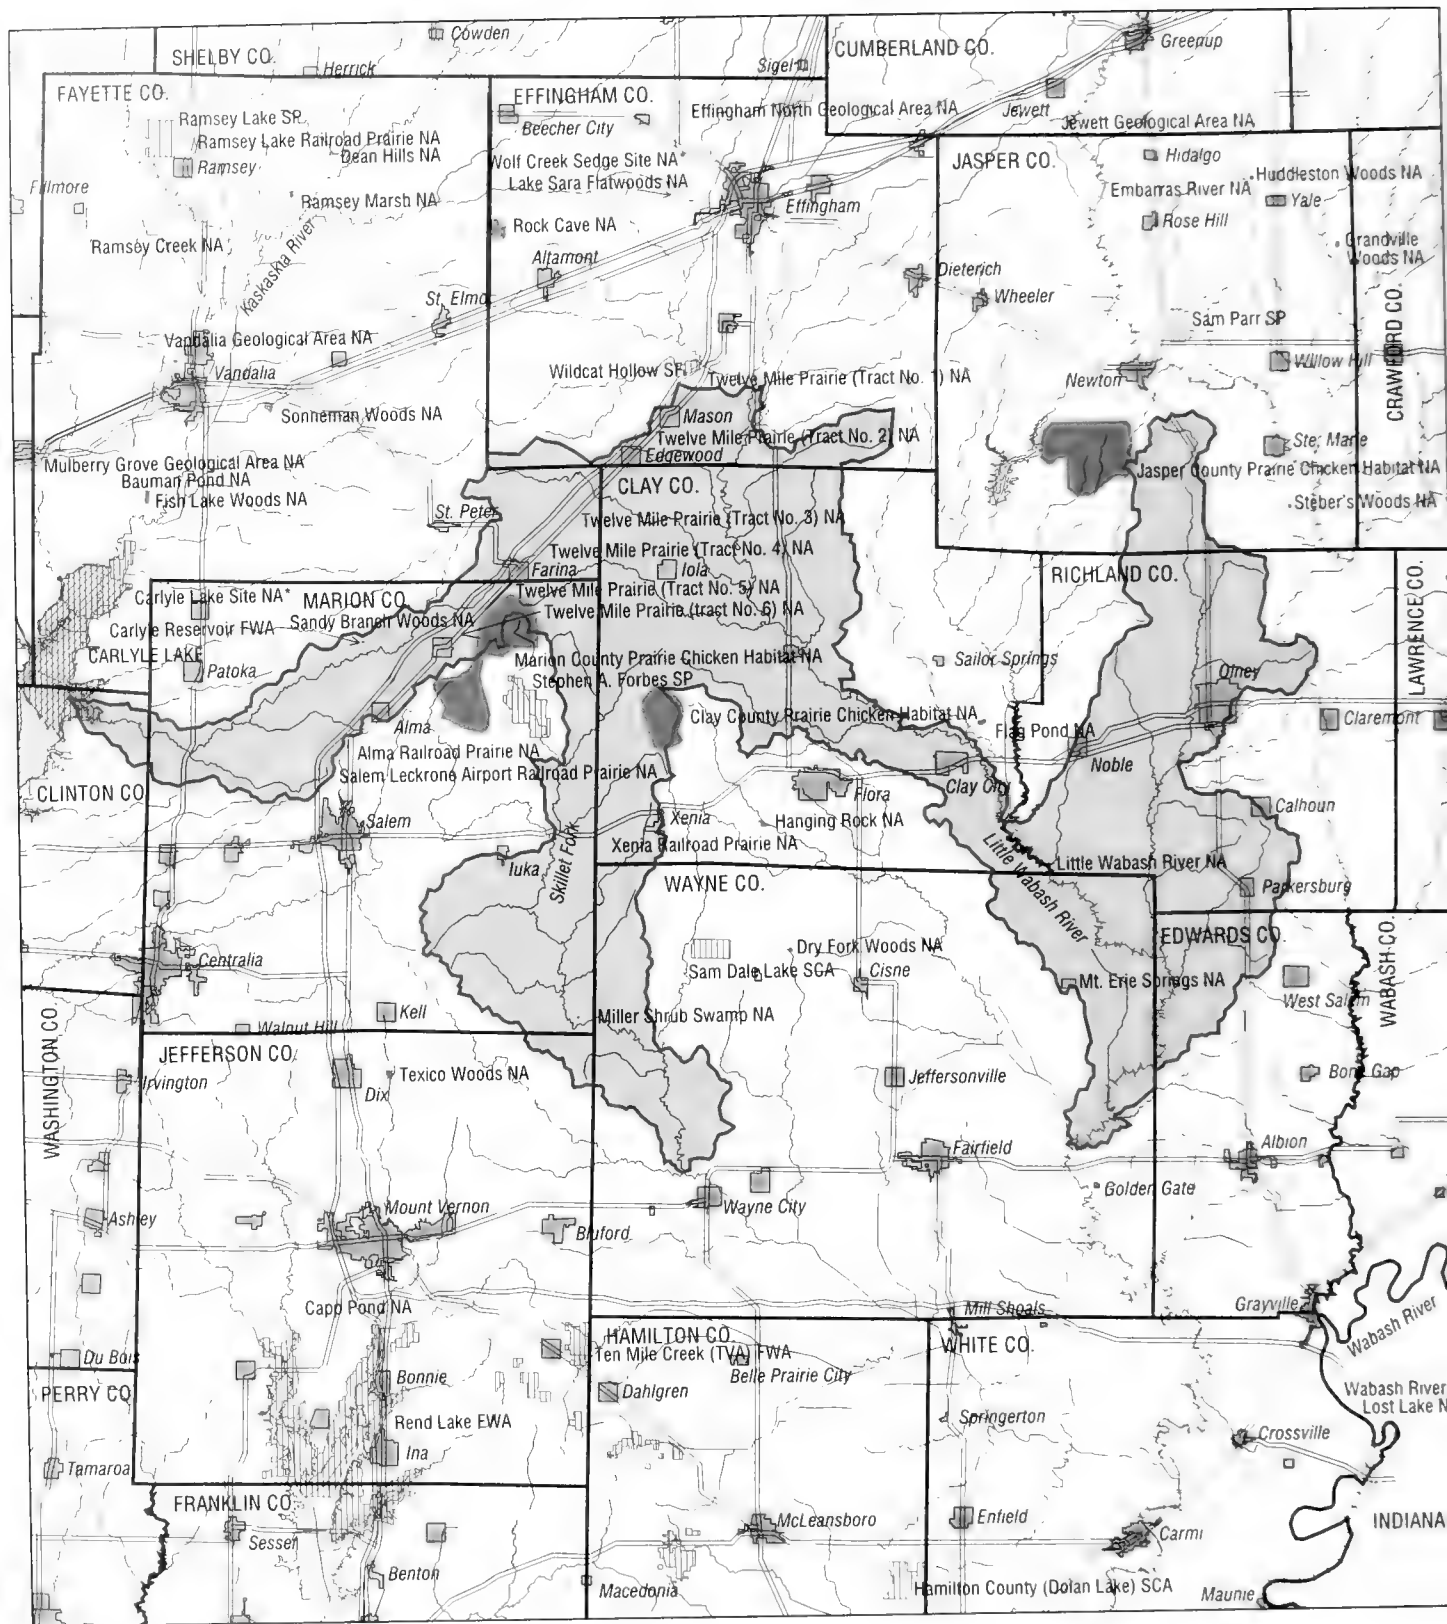 Cowden
SHELBY CO.
Herrick
Sigel
CUMBERLAND CO.
Greenup
FAYETTE CO.
EFFINGHAM CO.
Beecher City
Effingham North Geological Area NA
Jewett
Jewett Geological Area NA
Ramsey Lake SP
Ramsey Lake Railroad Prairie NA
Dean Hills NA
Ramsey
Wolf Creek Sedge Site NA*
Lake Sara Flatwoods NA
JASPER CO.
Hidalgo
Huddleston Woods NA
Embarras River NA
Yale
Fillmore
Ramsey Marsh NA
Effingham
Rose Hill
Rock Cave NA
Ramsey Creek NA
Kaskaskia River
Grandville
Woods NA
Altamont
Dieterich
Wheeler
St. Elmo
Sam Parr SP
CRAWFORD CO.
Vandalia Geological Area NA
Vandalia
Wildcat Hollow SF
Twelve Mile Prairie (Tract No. 1) NA
Willow Hill
Newton
Sonneman Woods NA
Mason
Twelve Mile Prairie (Tract No. 2) NA
Edgewood
Ste. Marie
Mulberry Grove Geological Area NA
Bauman Pond NA
Fish Lake Woods NA
Jasper County Prairie Chicken Habitat NA
CLAY CO.
Steber's Woods NA
St. Peter
Twelve Mile Prairie (Tract No. 3) NA
Twelve Mile Prairie (Tract No. 4) NA
Farina
Iola
RICHLAND CO.
LAWRENCE CO.
Twelve Mile Prairie (Tract No. 5) NA
Twelve Mile Prairie (tract No. 6) NA
Carlyle Lake Site NA*
MARION CO.
Sandy Branch Woods NA
Carlyle Reservoir FWA
CARLYLE LAKE
Patoka
Marion County Prairie Chicken Habitat NA
Stephen A. Forbes SP
Sailor Springs
Olney
Clay County Prairie Chicken Habitat NA
Flag Pond NA
Claremont
Alma
Alma Railroad Prairie NA
Salem Leckrone Airport Railroad Prairie NA
Noble
CLINTON CO.
Clay City
Flora
Calhoun
Salem
Xenia
Hanging Rock NA
Xenia Railroad Prairie NA
Iuka
Skillet Fork
Little Wabash River
Little Wabash River NA
WAYNE CO.
Parkersburg
Centralia
Dry Fork Woods NA
Sam Dale Lake SCA
Cisne
EDWARDS CO.
WABASH CO.
Mt. Erie Springs NA
West Salem
Kell
Miller Shrub Swamp NA
Walnut Hill
WASHINGTON CO.
JEFFERSON CO.
Irvington
Dix
Texico Woods NA
Jeffersonville
Bone Gap
Fairfield
Albion
Golden Gate
Ashley
Mount Vernon
Bluford
Wayne City
Capp Pond NA
Mill Shoals
Grayville
Wabash River
HAMILTON CO.
Ten Mile Creek (TVA) FWA
Belle Prairie City
WHITE CO.
Du Bois
PERRY CO.
Bonnie
Dahlgren
Wabash River
Lost Lake N
Rend Lake FWA
Springerton
Ina
Crossville
Tamaroa
FRANKLIN CO.
Sesser
McLeansboro
Enfield
Carmi
INDIANA
Benton
Macedonia
Hamilton County (Dolan Lake) SCA
Maunie